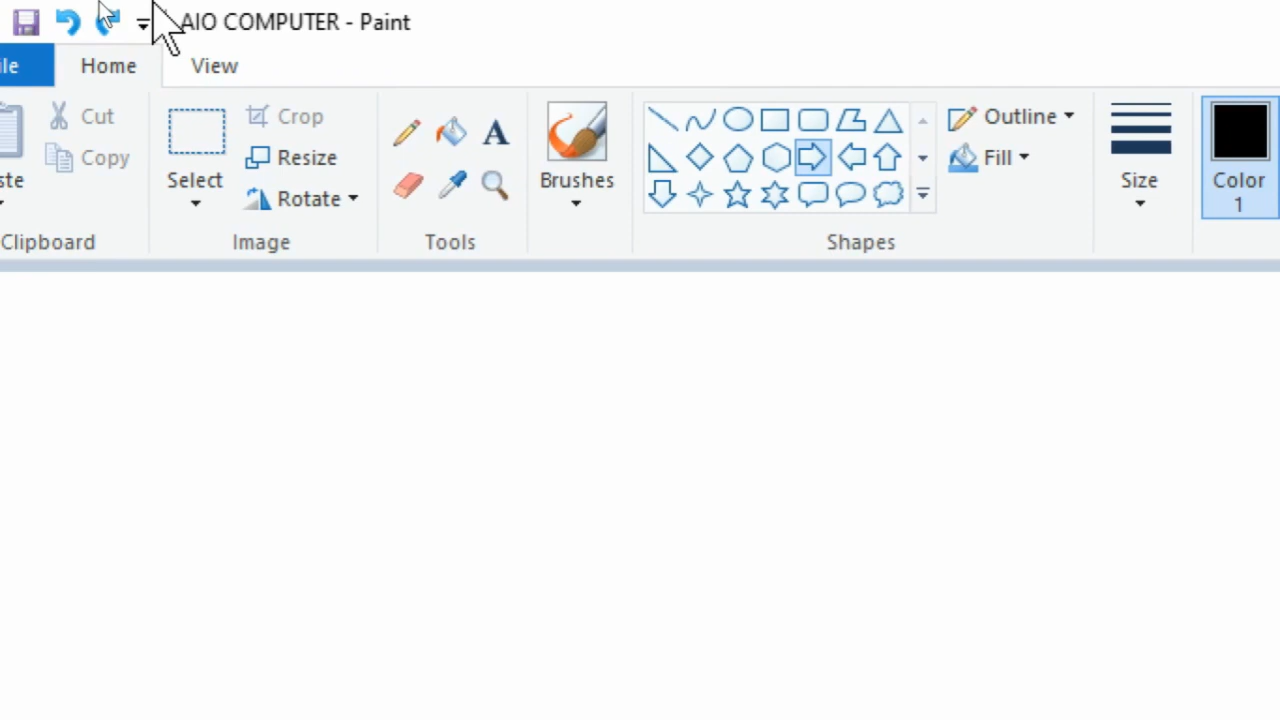 AIO COMPUTER - Paint
le
Home
View
Cut
Copy
ste
Clipboard
Select
Crop
Resize
Rotate
Image
A
Tools
Brushes
Shapes
Outline
Fill
Size
Color
1